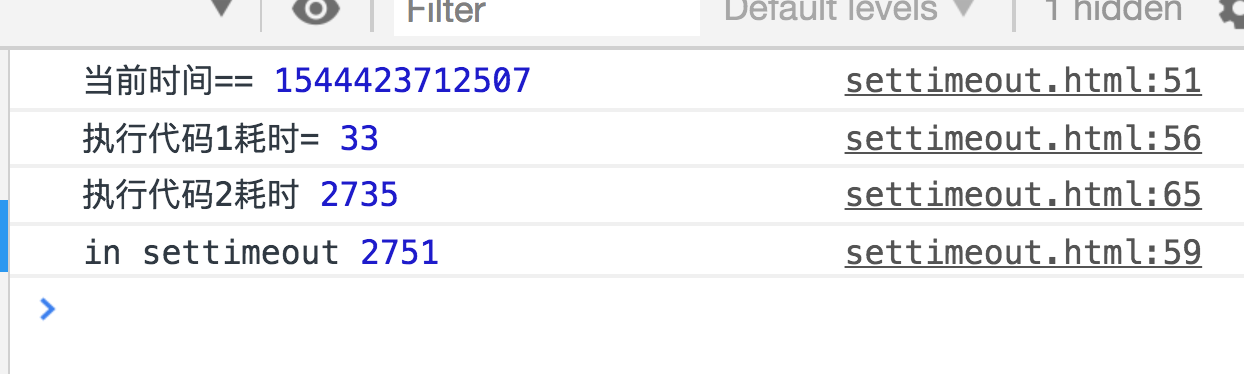 Filter Default levels 1 hidden
当前时间== 1544423712507 settimeout.html:51
执行代码1耗时= 33 settimeout.html:56
执行代码2耗时 2735 settimeout.html:65
in settimeout 2751 settimeout.html:59